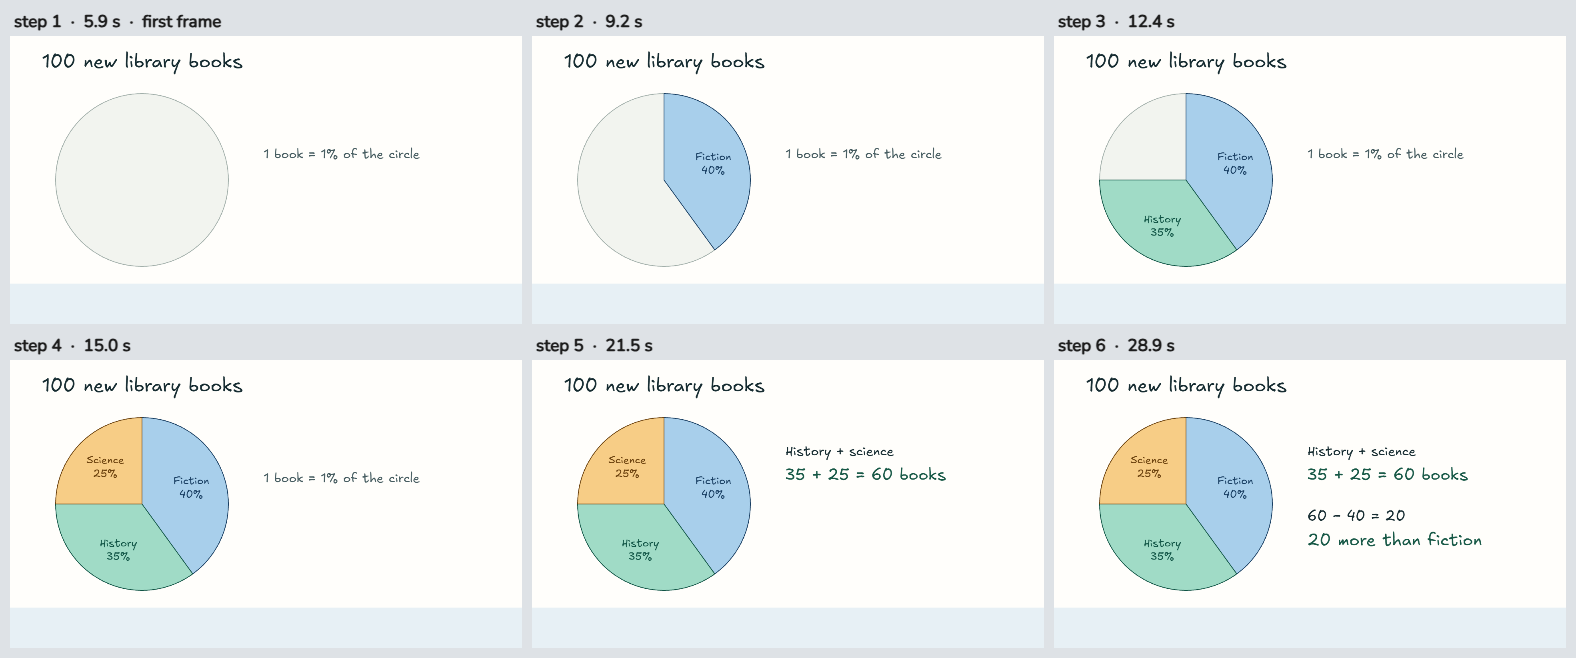 step 1 · 5.9 s · first frame
100 new library books
1 book = 1% of the circle
step 2 · 9.2 s
100 new library books
Fiction
40%
1 book = 1% of the circle
step 3 · 12.4 s
100 new library books
Fiction
40%
History
35%
1 book = 1% of the circle
step 4 · 15.0 s
100 new library books
Science
25%
Fiction
40%
History
35%
1 book = 1% of the circle
step 5 · 21.5 s
100 new library books
Science
25%
Fiction
40%
History
35%
History + science
35 + 25 = 60 books
step 6 · 28.9 s
100 new library books
Science
25%
Fiction
40%
History
35%
History + science
35 + 25 = 60 books
60 − 40 = 20
20 more than fiction